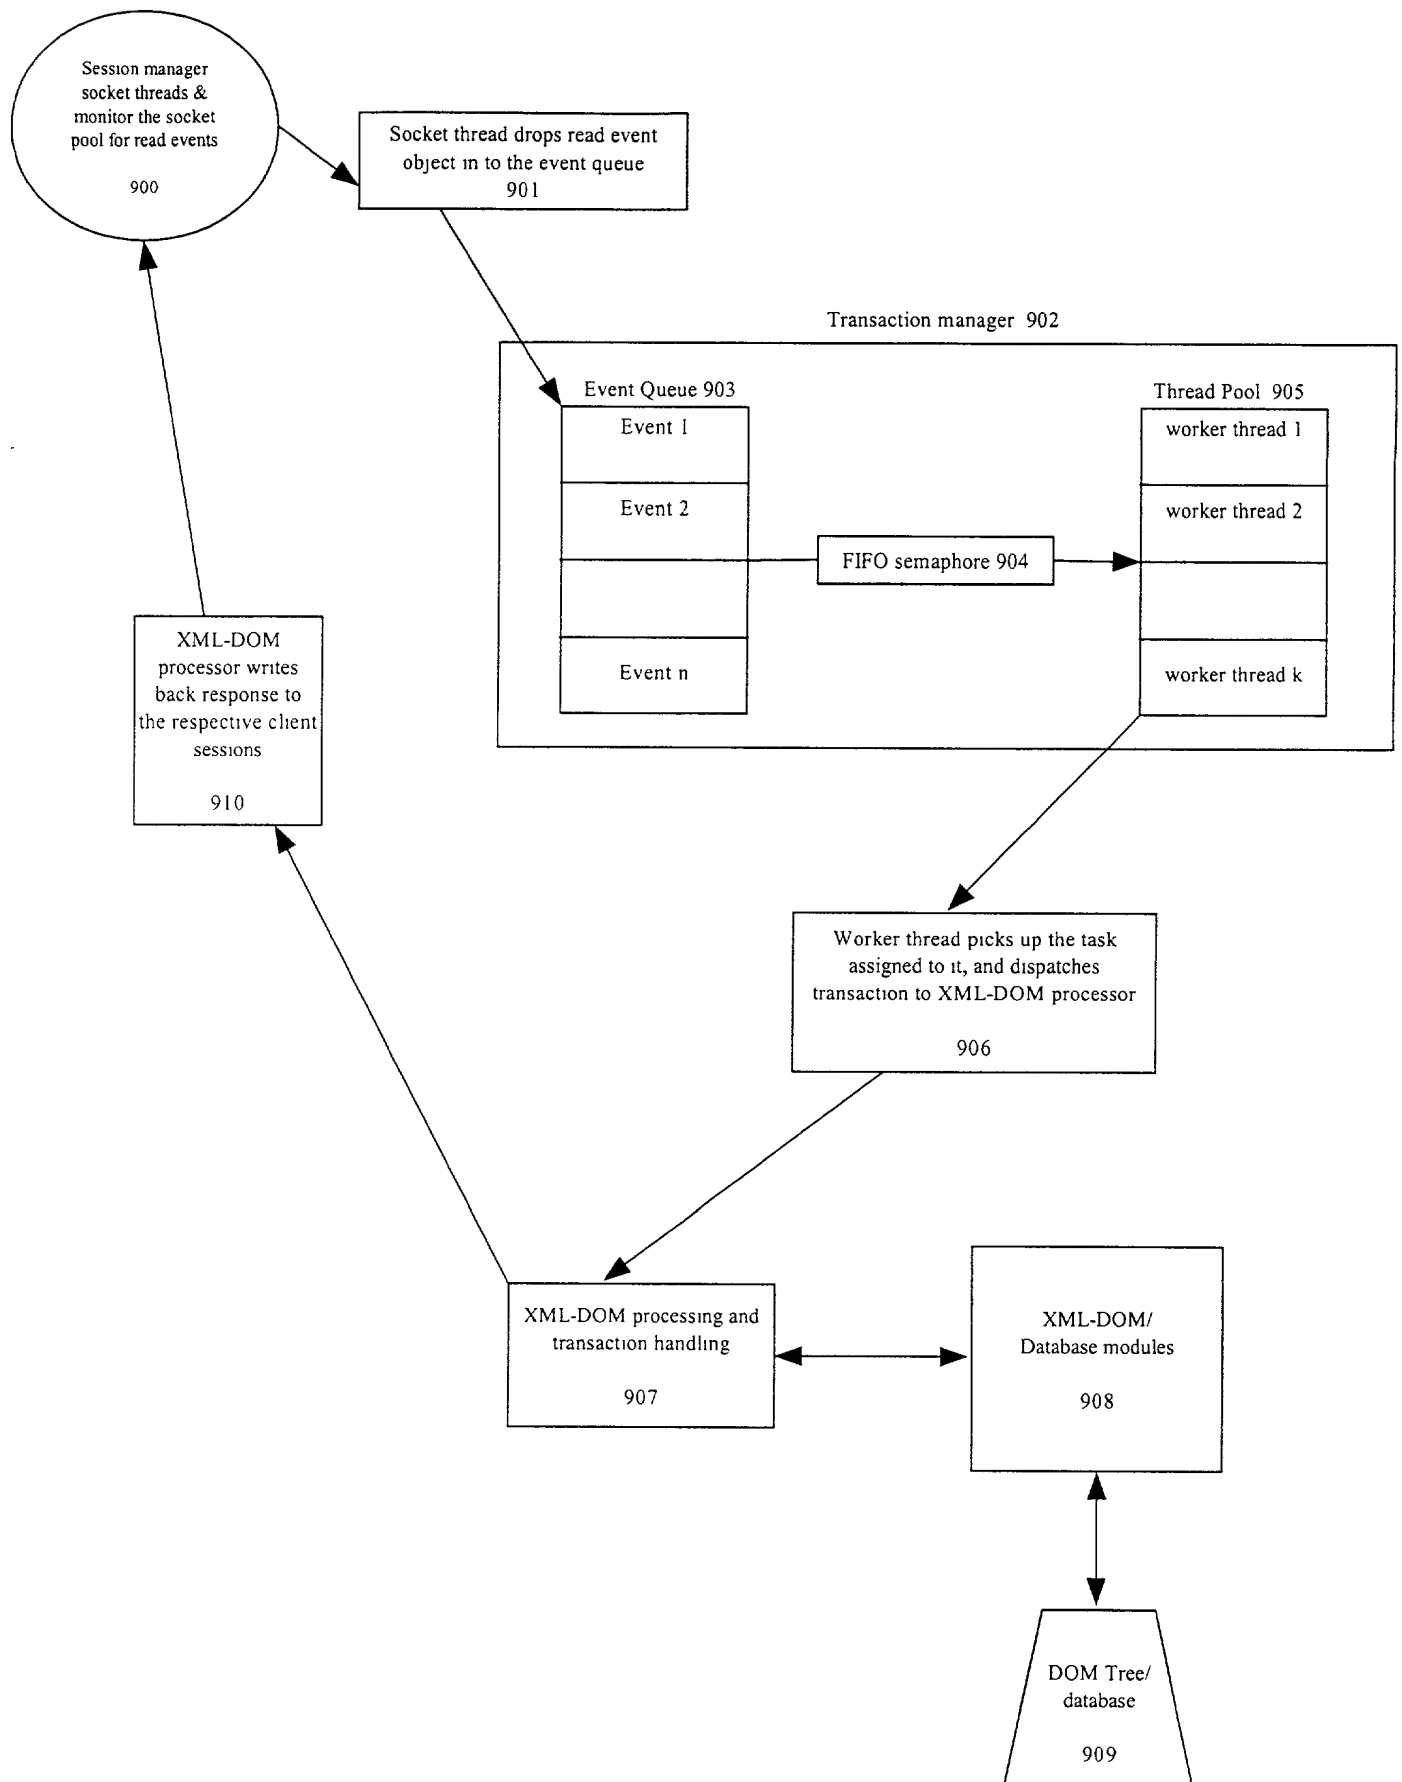 Session manager
socket threads &
monitor the socket
pool for read events
900
Socket thread drops read event
object in to the event queue
901
Transaction manager 902
Event Queue 903
Event 1
Event 2
Event n
FIFO semaphore 904
Thread Pool 905
worker thread 1
worker thread 2
worker thread k
Worker thread picks up the task
assigned to it, and dispatches
transaction to XML-DOM processor
906
XML-DOM processing and
transaction handling
907
XML-DOM/
Database modules
908
DOM Tree/
database
909
XML-DOM
processor writes
back response to
the respective client
sessions
910